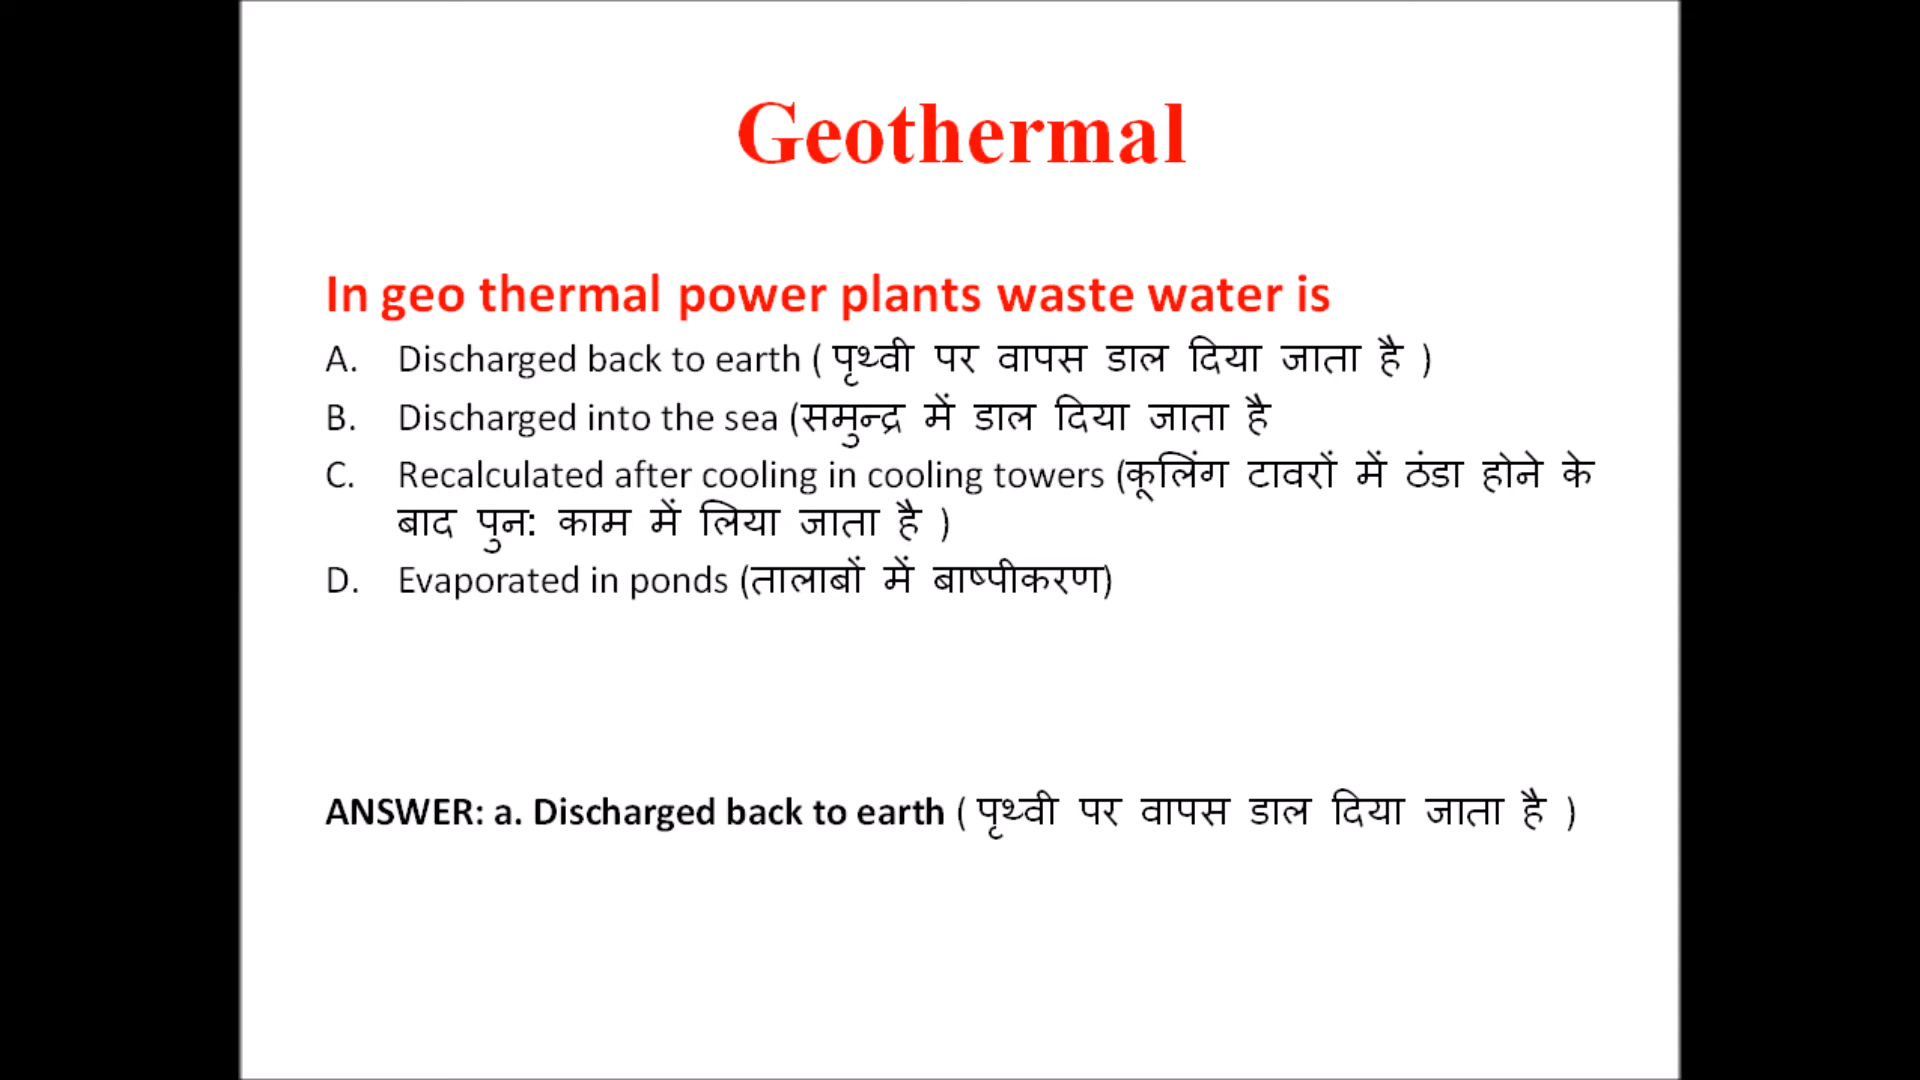 Geothermal
In geo thermal power plants waste water is
A. Discharged back to earth ( पृथ्वी पर वापस डाल दिया जाता है )
B. Discharged into the sea (समुन्द्र में डाल दिया जाता है
C. Recalculated after cooling in cooling towers (कूलिंग टावरों में ठंडा होने के
बाद पुन: काम में लिया जाता है )
D. Evaporated in ponds (तालाबों में बाष्पीकरण)
ANSWER: a. Discharged back to earth ( पृथ्वी पर वापस डाल दिया जाता है )